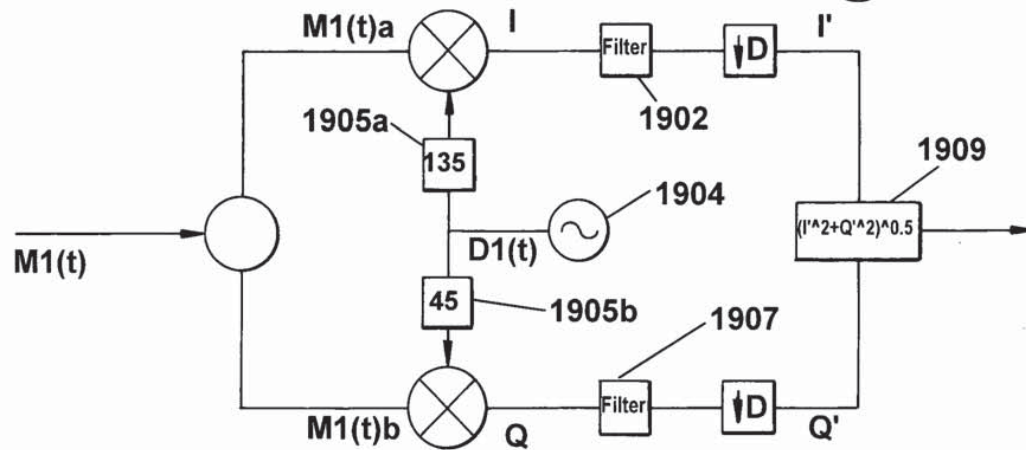 M1(t)a
I
Filter
↓D
I'
1902
1905a
135
1909
1904
(I'^2+Q'^2)^0.5
M1(t)
D1(t)
45
1905b
1907
Filter
↓D
M1(t)b
Q
Q'